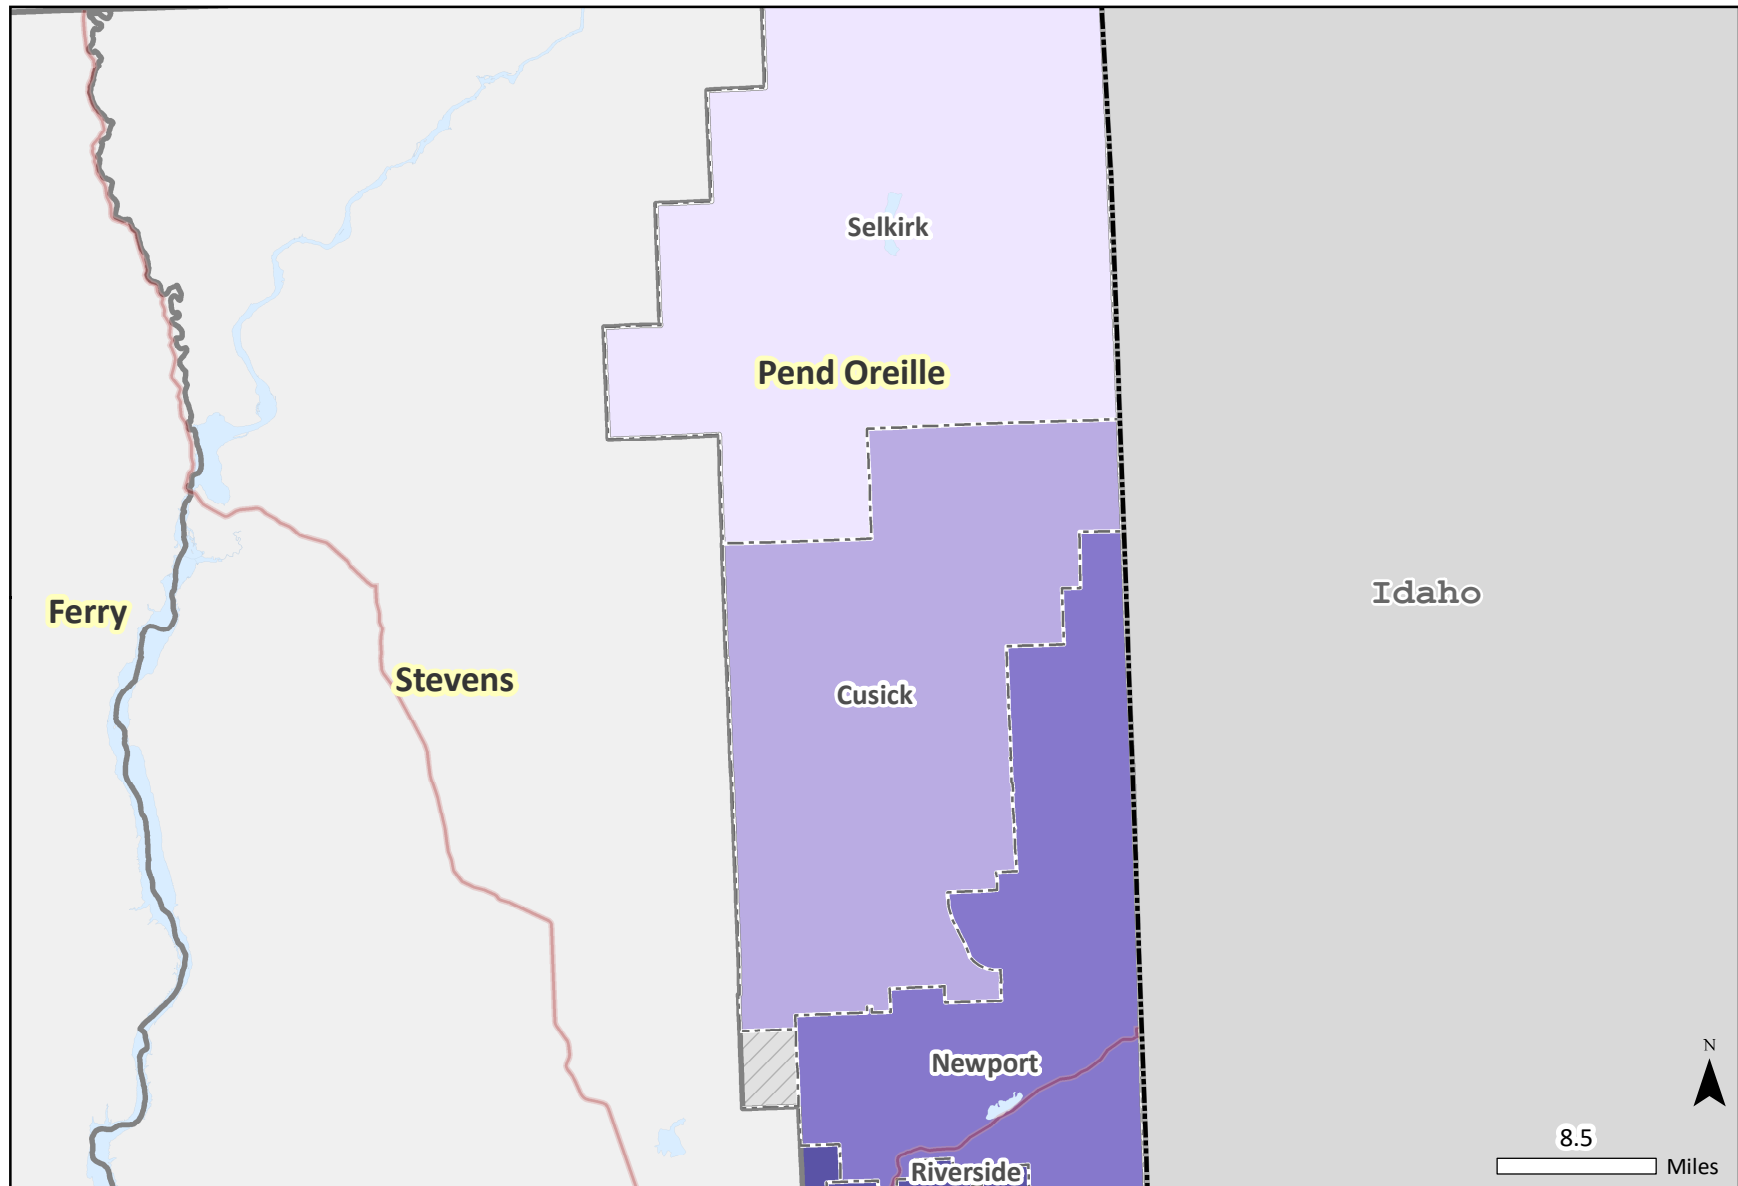 Selkirk
Pend Oreille
Idaho
Ferry
Stevens
Cusick
N
Newport
8.5
Riverside
Miles